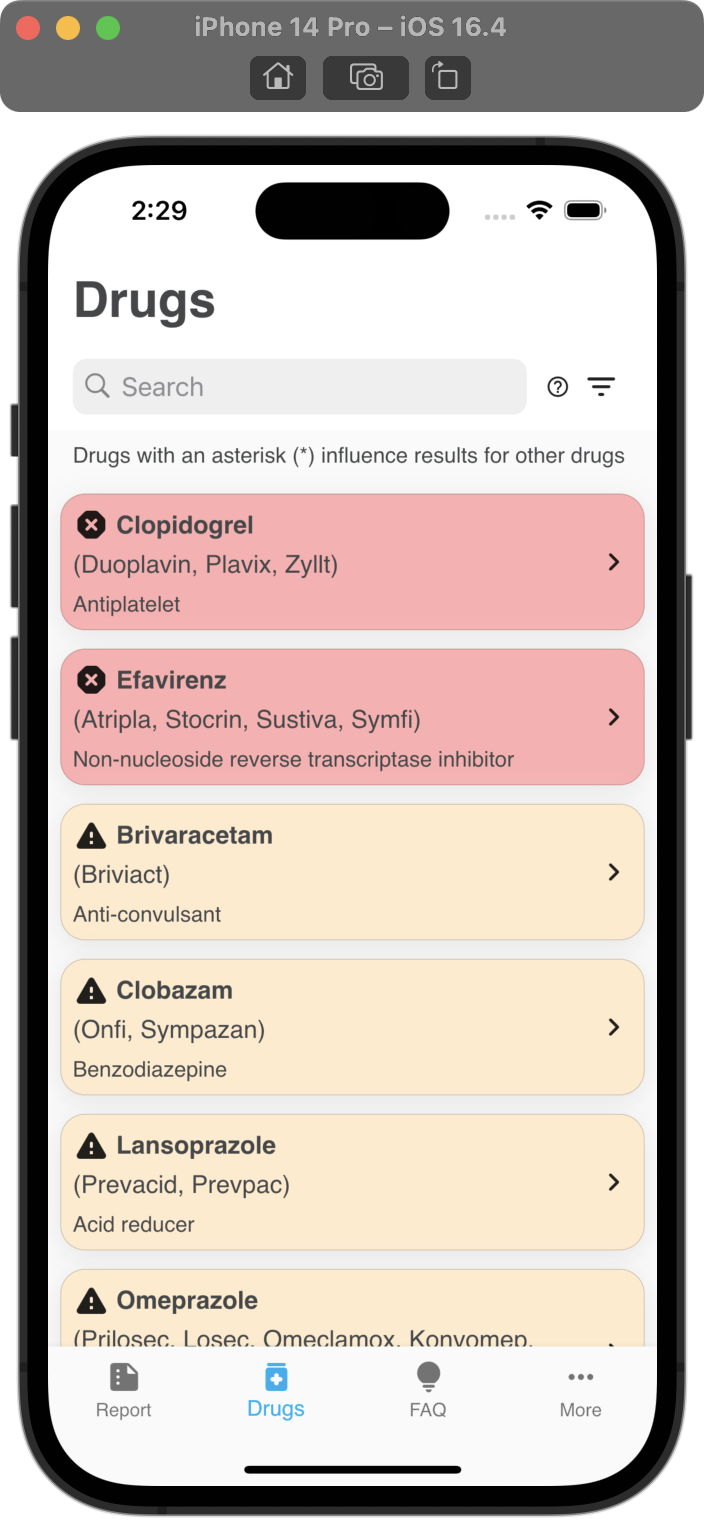 iPhone 14 Pro – iOS 16.4
2:29
Drugs
Search
Drugs with an asterisk (*) influence results for other drugs
Clopidogrel
(Duoplavin, Plavix, Zyllt)
Antiplatelet
Efavirenz
(Atripla, Stocrin, Sustiva, Symfi)
Non-nucleoside reverse transcriptase inhibitor
Brivaracetam
(Briviact)
Anti-convulsant
Clobazam
(Onfi, Sympazan)
Benzodiazepine
Lansoprazole
(Prevacid, Prevpac)
Acid reducer
Omeprazole
(Prilosec, Losec, Omeclamox, Konvomep,
Report
Drugs
FAQ
More